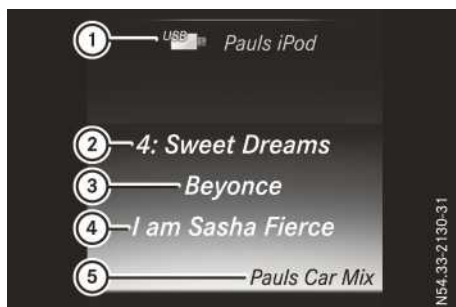 1 USB Pauls iPod
2 4: Sweet Dreams
3 Beyonce
4 I am Sasha Fierce
5 Pauls Car Mix
N54.33-2130-31